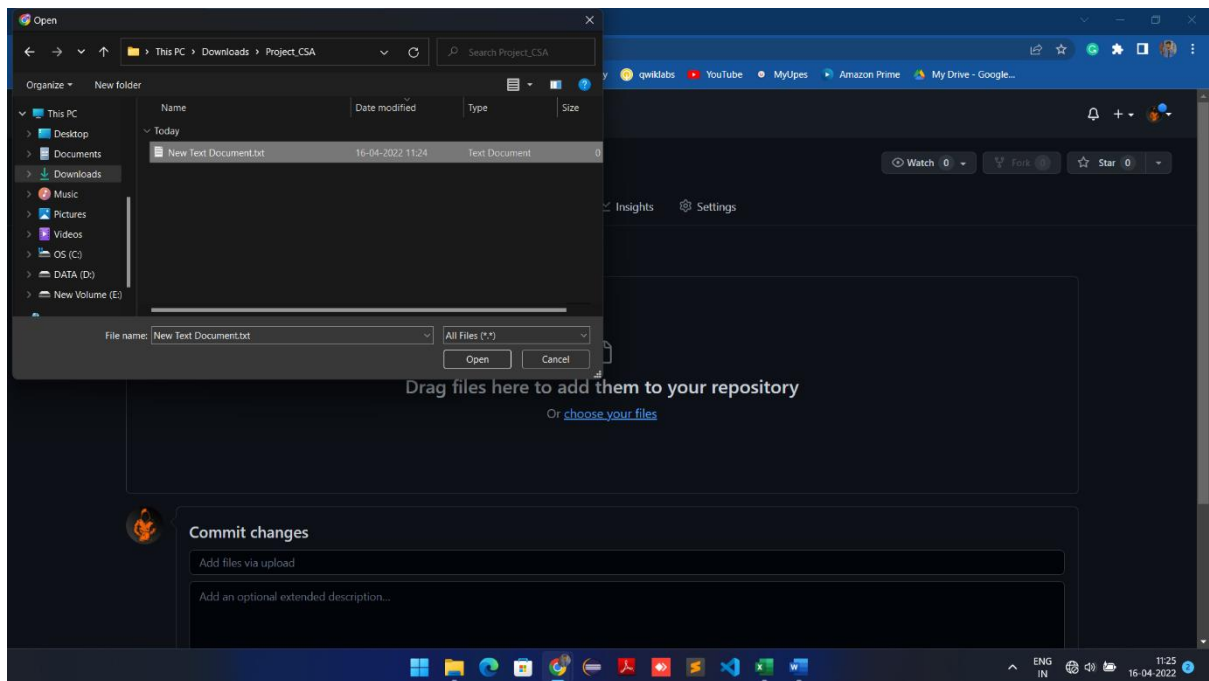 Open
This PC > Downloads > Project_CSA
Search Project_CSA
y qwiklabs YouTube MyUpes Amazon Prime My Drive - Google...
Organize New folder
This PC
Desktop
Documents
Downloads
Music
Pictures
Videos
OS (C:)
DATA (D:)
New Volume (E:)
Name Date modified Type Size
Today
New Text Document.txt 16-04-2022 11:24 Text Document 0
File name: New Text Document.txt All Files (*.*)
Open Cancel
Watch 0 Fork 0 Star 0
Insights Settings
Drag files here to add them to your repository
Or choose your files
Commit changes
Add files via upload
Add an optional extended description...
ENG
IN
11:25
16-04-2022
2